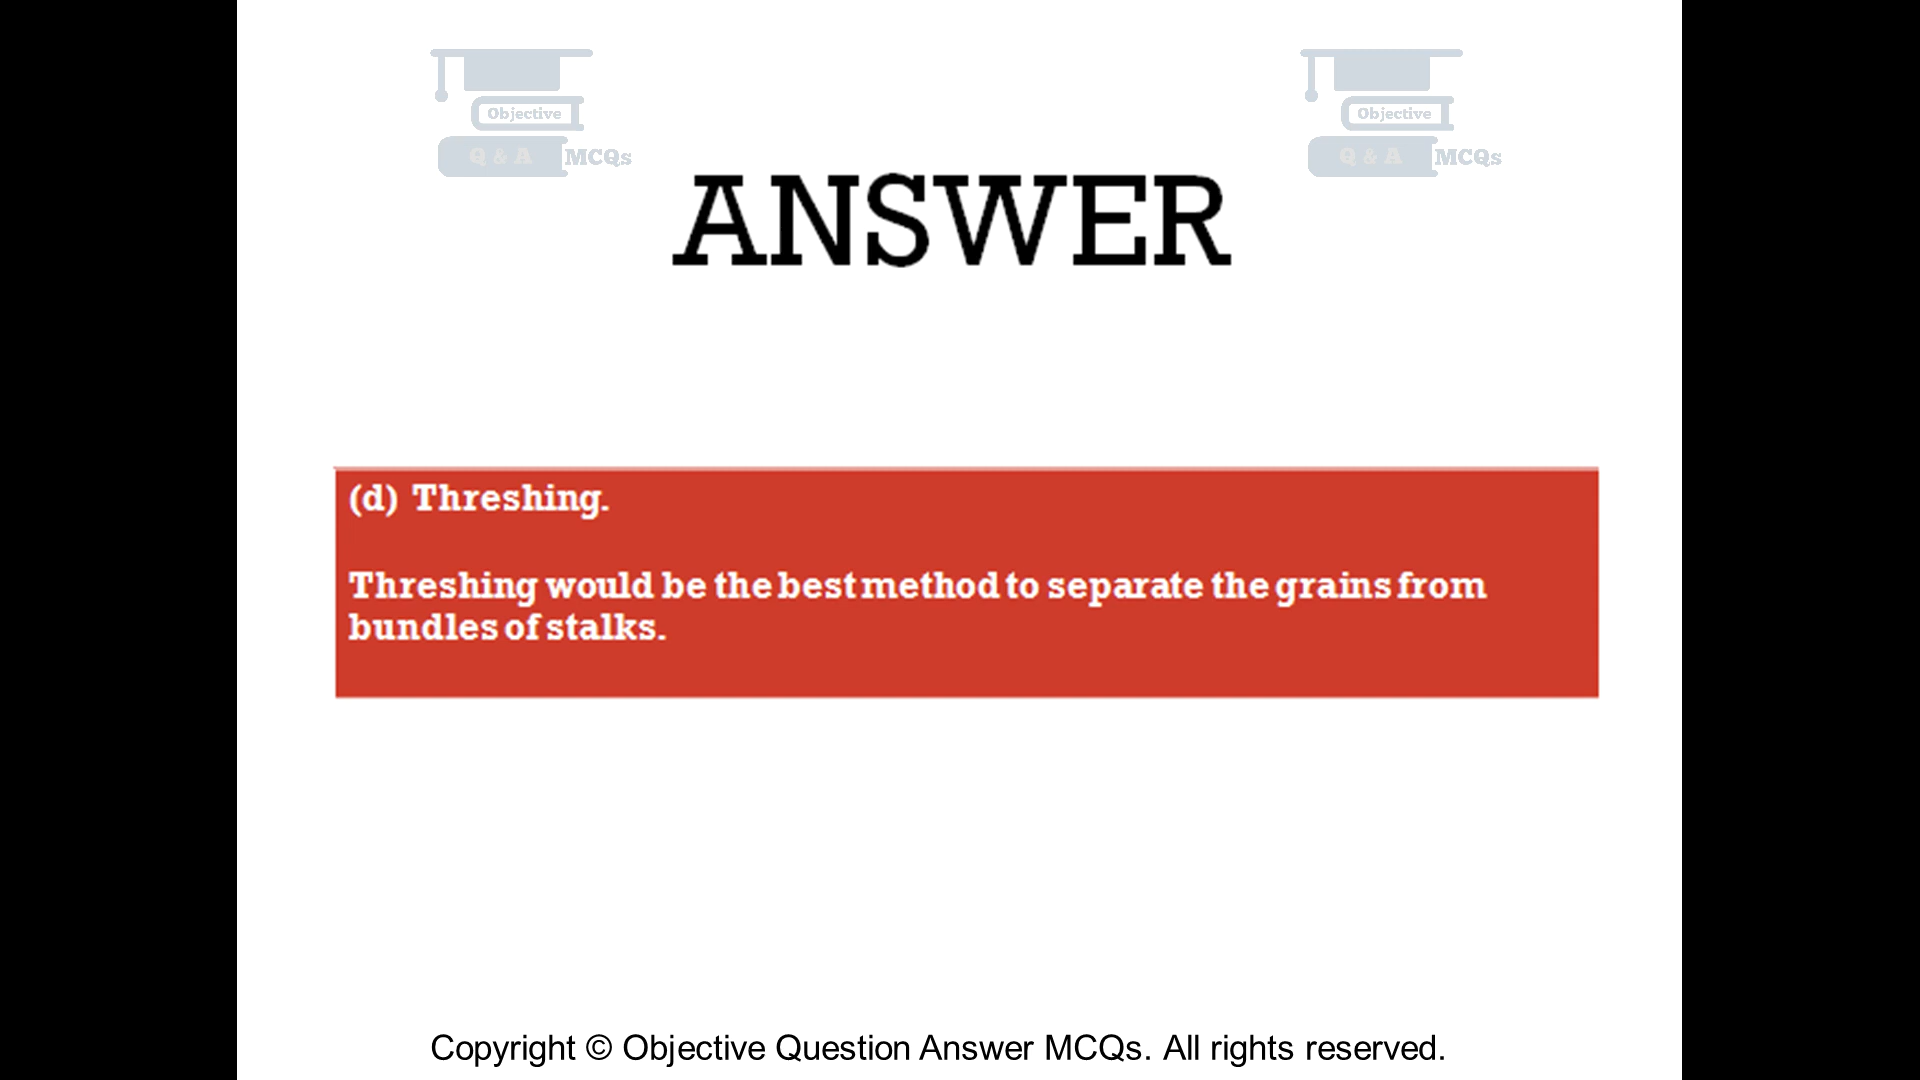 Objective
Q & A MCQs
Objective
Q & A MCQs
ANSWER
(d) Threshing.
Threshing would be the best method to separate the grains from
bundles of stalks.
Copyright © Objective Question Answer MCQs. All rights reserved.